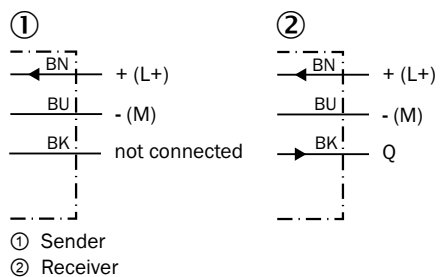 ① ②
BN + (L+) BN + (L+)
BU - (M) BU - (M)
BK not connected BK Q
① Sender
② Receiver